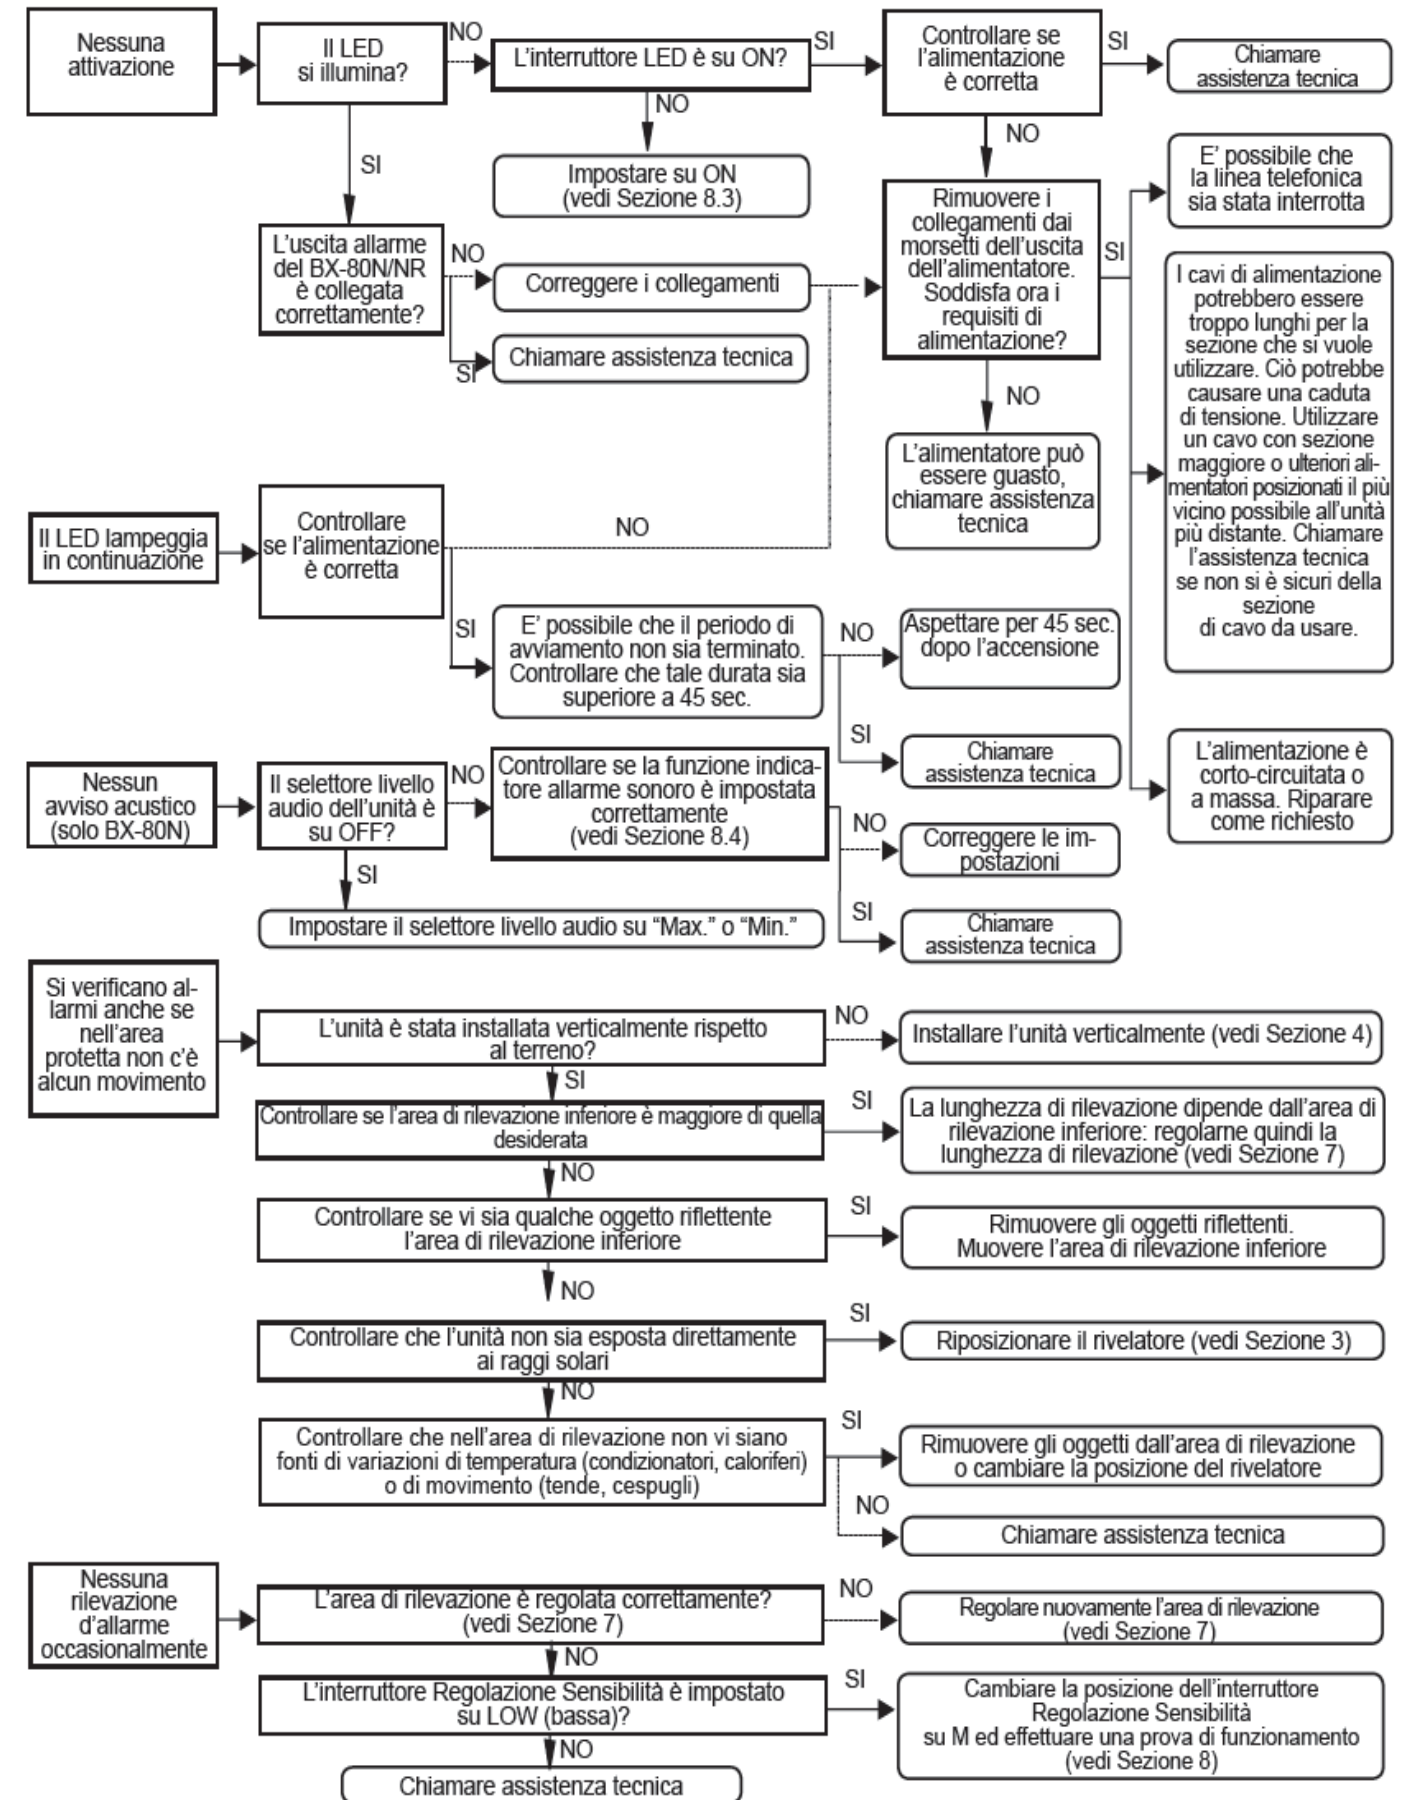 Nessuna
attivazione
Il LED
si illumina?
NO
L'interruttore LED è su ON?
SI
Controllare se
l'alimentazione
è corretta
SI
Chiamare
assistenza tecnica
NO
Impostare su ON
(vedi Sezione 8.3)
NO
SI
E' possibile che
la linea telefonica
sia stata interrotta
Rimuovere i
collegamenti dai
morsetti dell'uscita
dell'alimentatore.
Soddisfa ora i
requisiti di
alimentazione?
SI
L'uscita allarme
del BX-80N/NR
è collegata
correttamente?
NO
Correggere i collegamenti
SI
Chiamare assistenza tecnica
I cavi di alimentazione
potrebbero essere
troppo lunghi per la
sezione che si vuole
utilizzare. Ciò potrebbe
causare una caduta
di tensione. Utilizzare
un cavo con sezione
maggiore o ulteriori ali-
mentatori posizionati il più
vicino possibile all'unità
più distante. Chiamare
l'assistenza tecnica
se non si è sicuri della
sezione
di cavo da usare.
NO
L'alimentatore può
essere guasto,
chiamare assistenza
tecnica
Il LED lampeggia
in continuazione
Controllare
se l'alimentazione
è corretta
NO
SI
E' possibile che il periodo di
avviamento non sia terminato.
Controllare che tale durata sia
superiore a 45 sec.
NO
Aspettare per 45 sec.
dopo l'accensione
SI
Chiamare
assistenza tecnica
L'alimentazione è
corto-circuitata o
a massa. Riparare
come richiesto
Nessun
avviso acustico
(solo BX-80N)
Il selettore livello
audio dell'unità è
su OFF?
NO
Controllare se la funzione indica-
tore allarme sonoro è impostata
correttamente
(vedi Sezione 8.4)
NO
Correggere le im-
postazioni
SI
Impostare il selettore livello audio su “Max.” o “Min.”
SI
Chiamare
assistenza tecnica
Si verificano al-
larmi anche se
nell'area
protetta non c'è
alcun movimento
L'unità è stata installata verticalmente rispetto
al terreno?
NO
Installare l'unità verticalmente (vedi Sezione 4)
SI
Controllare se l'area di rilevazione inferiore è maggiore di quella
desiderata
SI
La lunghezza di rilevazione dipende dall'area di
rilevazione inferiore: regolarne quindi la
lunghezza di rilevazione (vedi Sezione 7)
NO
Controllare se vi sia qualche oggetto riflettente
l'area di rilevazione inferiore
SI
Rimuovere gli oggetti riflettenti.
Muovere l'area di rilevazione inferiore
NO
Controllare che l'unità non sia esposta direttamente
ai raggi solari
SI
Riposizionare il rivelatore (vedi Sezione 3)
NO
Controllare che nell'area di rilevazione non vi siano
fonti di variazioni di temperatura (condizionatori, caloriferi)
o di movimento (tende, cespugli)
SI
Rimuovere gli oggetti dall'area di rilevazione
o cambiare la posizione del rivelatore
NO
Chiamare assistenza tecnica
Nessuna
rilevazione
d'allarme
occasionalmente
L'area di rilevazione è regolata correttamente?
(vedi Sezione 7)
NO
Regolare nuovamente l'area di rilevazione
(vedi Sezione 7)
NO
L'interruttore Regolazione Sensibilità è impostato
su LOW (bassa)?
SI
Cambiare la posizione dell'interruttore
Regolazione Sensibilità
su M ed effettuare una prova di funzionamento
(vedi Sezione 8)
NO
Chiamare assistenza tecnica